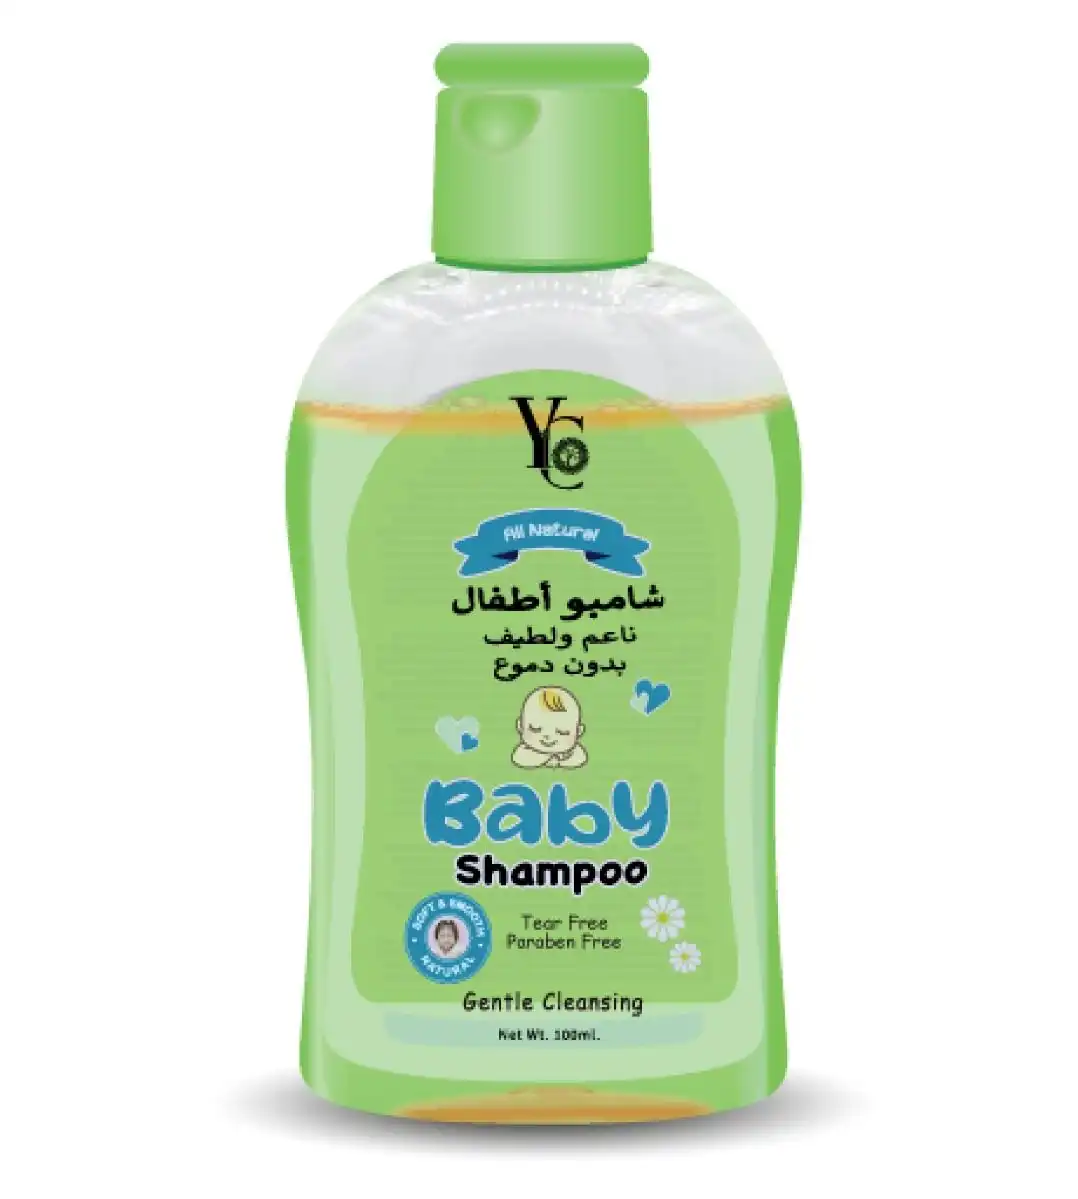 YC
All Natural
شامبو أطفال
ناعم ولطيف
بدون دموع
Baby
Shampoo
SOFT & SMOOTH
NATURAL
Tear Free
Paraben Free
Gentle Cleansing
Net Wt. 100ml.